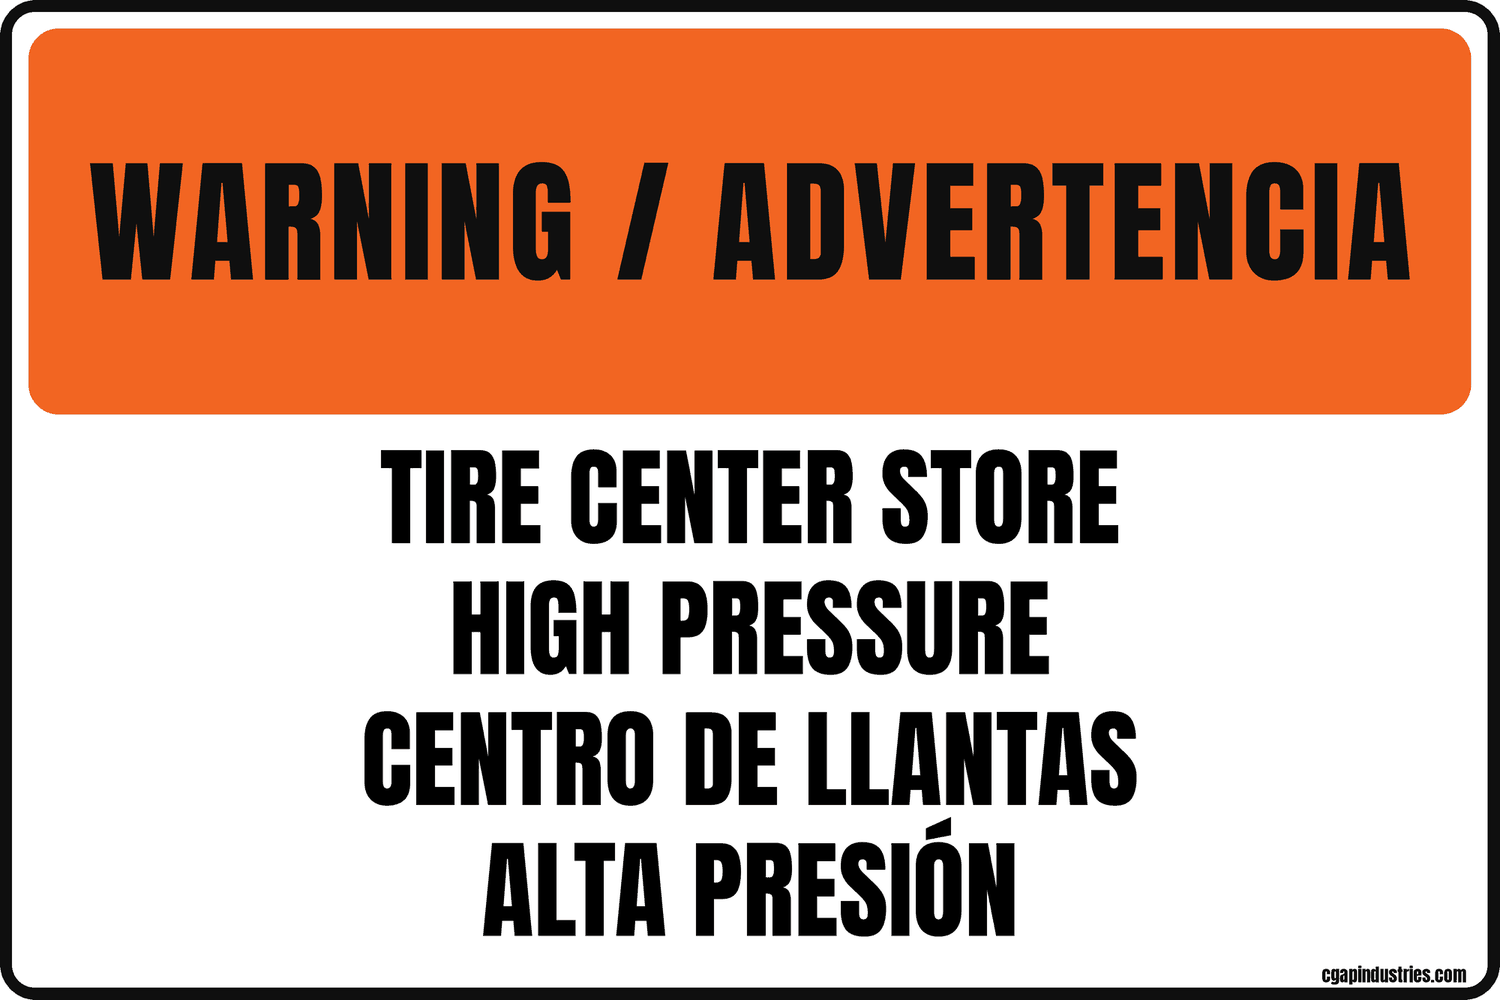 WARNING / ADVERTENCIA
TIRE CENTER STORE
HIGH PRESSURE
CENTRO DE LLANTAS
ALTA PRESIÓN
cgapindustries.com